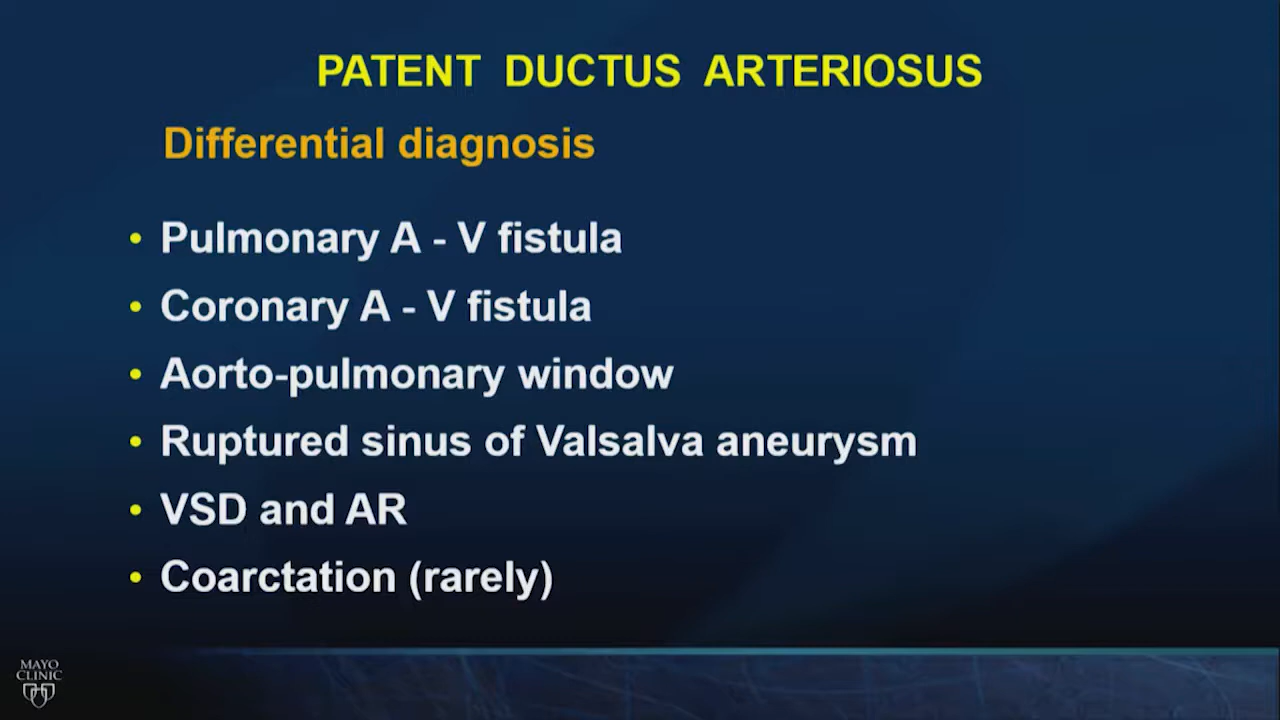 PATENT DUCTUS ARTERIOSUS
Differential diagnosis
• Pulmonary A - V fistula
• Coronary A - V fistula
• Aorto-pulmonary window
• Ruptured sinus of Valsalva aneurysm
• VSD and AR
• Coarctation (rarely)
MAYO
CLINIC